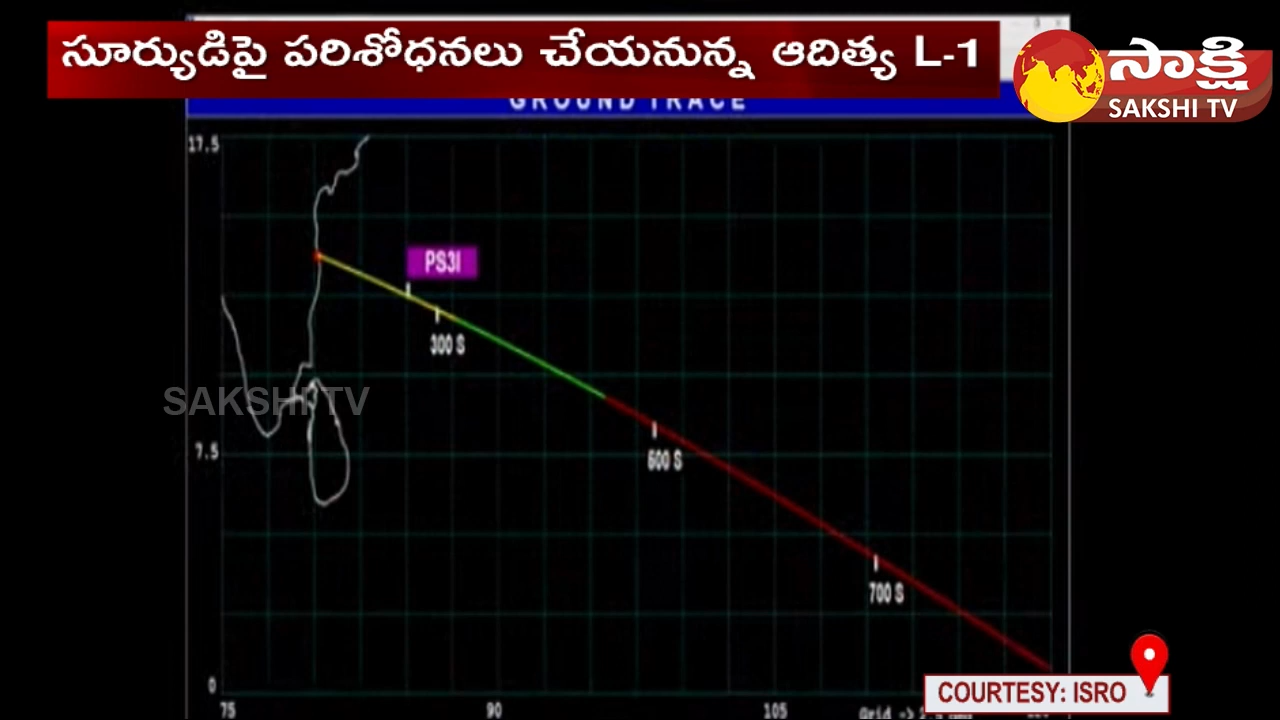 సూర్యుడిపై పరిశోధనలు చేయనున్న ఆదిత్య L-1
సాక్షి
SAKSHI TV
GROUND TRACE
17.5
PS3I
300 S
SAKSHI TV
7.5
600 S
700 S
0
COURTESY: ISRO
75
90
105
Grid ->